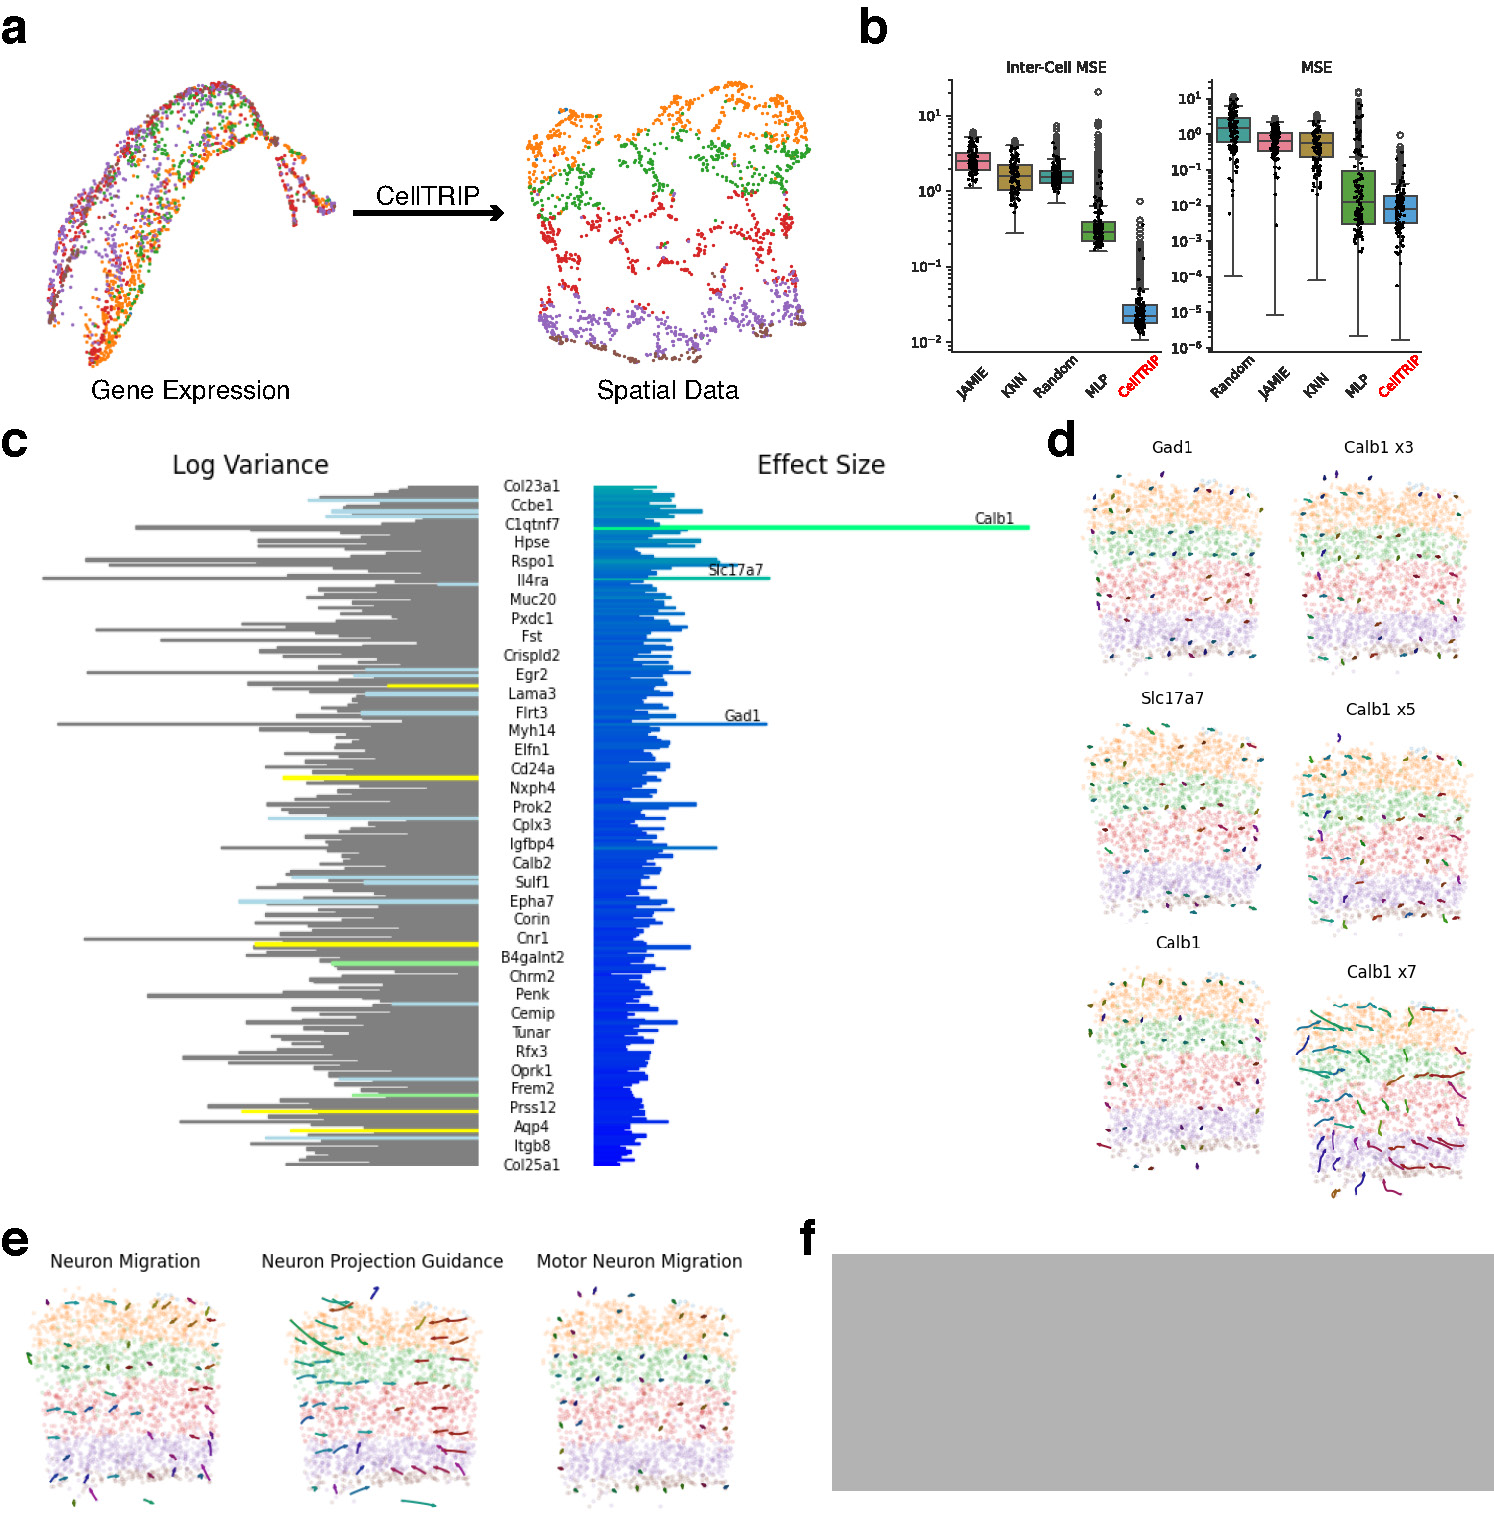 a
CellTRIP
Gene Expression
Spatial Data
b
Inter-Cell MSE
10¹
10⁰
10⁻¹
10⁻²
JAMIE
KNN
Random
MLP
CellTRIP
MSE
10¹
10⁰
10⁻¹
10⁻²
10⁻³
10⁻⁴
10⁻⁵
10⁻⁶
Random
JAMIE
KNN
MLP
CellTRIP
c
Log Variance
Effect Size
Col23a1
Ccbe1
C1qtnf7
Hpse
Rspo1
Il4ra
Muc20
Pxdc1
Fst
Crispld2
Egr2
Lama3
Flrt3
Myh14
Elfn1
Cd24a
Nxph4
Prok2
Cplx3
Igfbp4
Calb2
Sulf1
Epha7
Corin
Cnr1
B4galnt2
Chrm2
Penk
Cemip
Tunar
Rfx3
Oprk1
Frem2
Prss12
Aqp4
Itgb8
Col25a1
Calb1
Slc17a7
Gad1
d
Gad1
Calb1 x3
Slc17a7
Calb1 x5
Calb1
Calb1 x7
e
Neuron Migration
Neuron Projection Guidance
Motor Neuron Migration
f